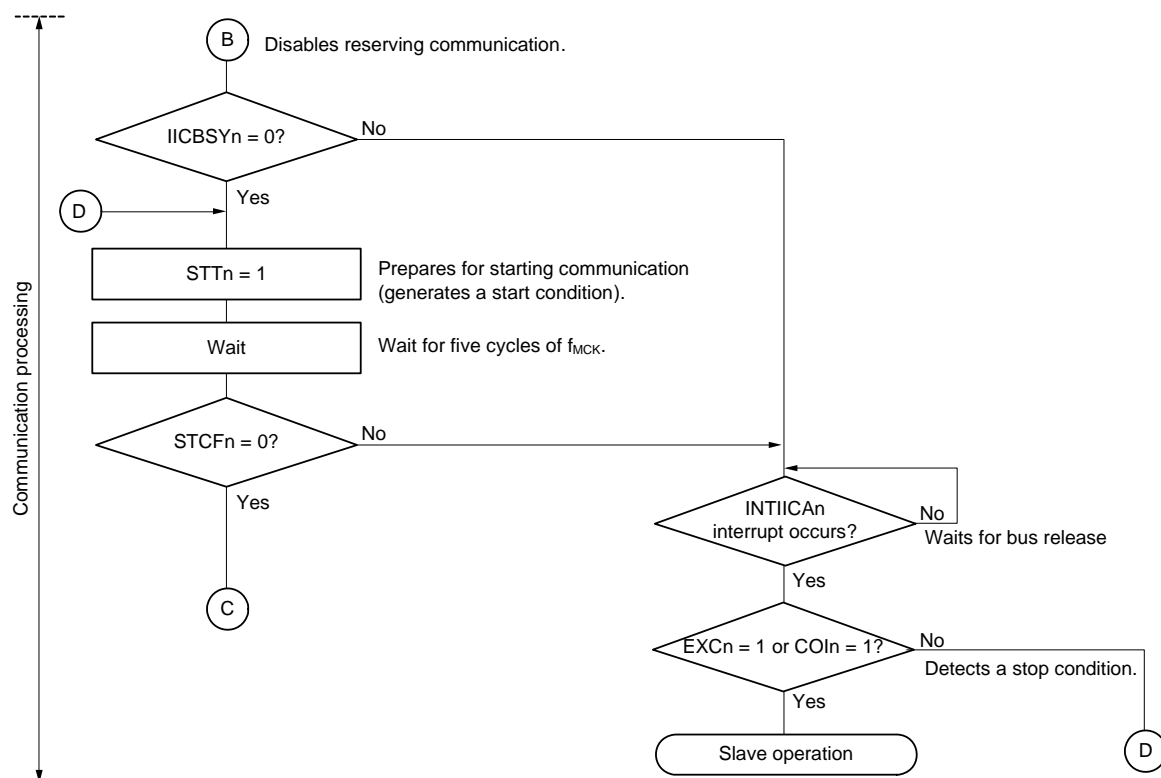 B
Disables reserving communication.
IICBSYn = 0?
No
Yes
D
STTn = 1
Prepares for starting communication
(generates a start condition).
Wait
Wait for five cycles of fMCK.
STCFn = 0?
No
Yes
C
INTIICAn
interrupt occurs?
No
Waits for bus release
Yes
EXCn = 1 or COIn = 1?
No
Detects a stop condition.
Yes
Slave operation
D
Communication processing